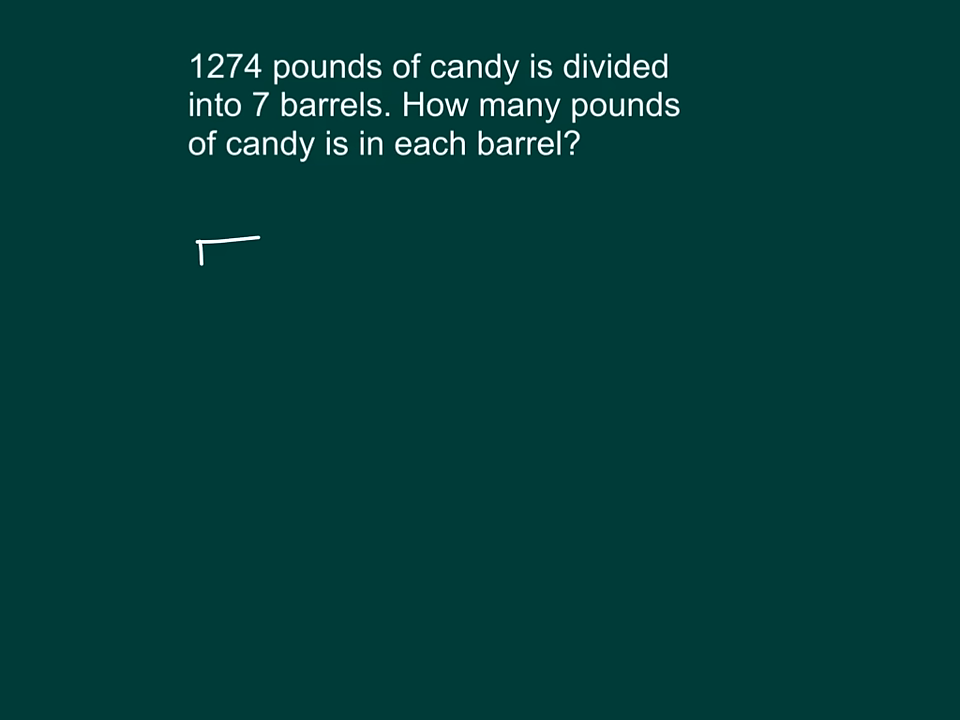 1274 pounds of candy is divided
into 7 barrels. How many pounds
of candy is in each barrel?